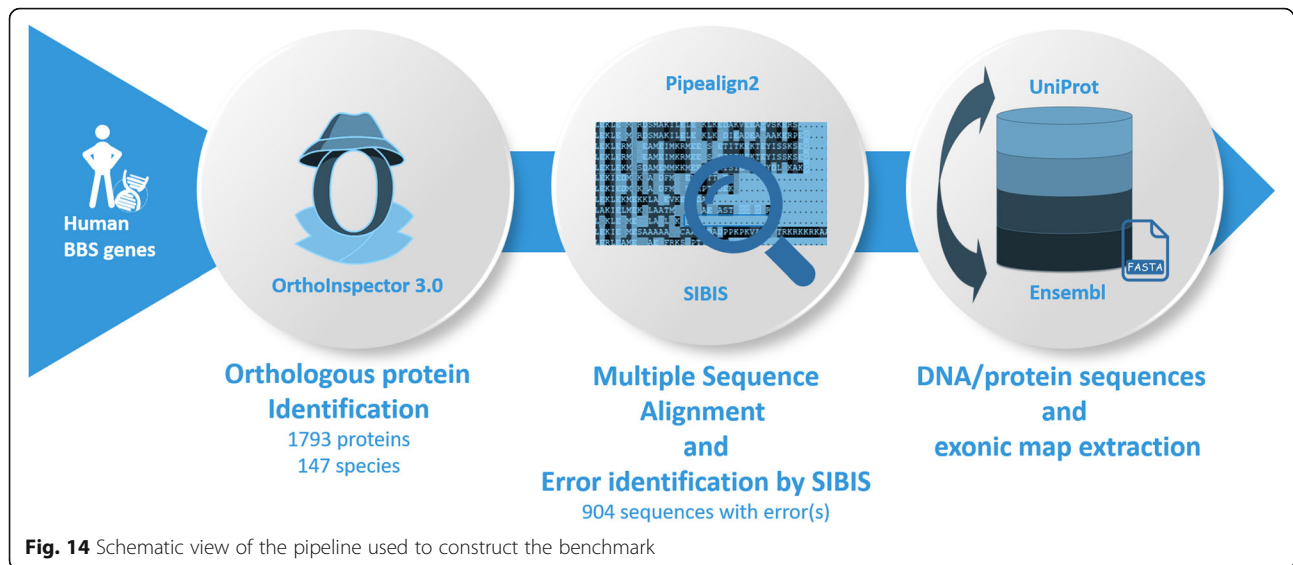 Human
BBS genes
OrthoInspector 3.0
Orthologous protein
Identification
1793 proteins
147 species
Pipealign2
SIBIS
Multiple Sequence
Alignment
and
Error identification by SIBIS
904 sequences with error(s)
UniProt
FASTA
Ensembl
DNA/protein sequences
and
exonic map extraction
Fig. 14 Schematic view of the pipeline used to construct the benchmark